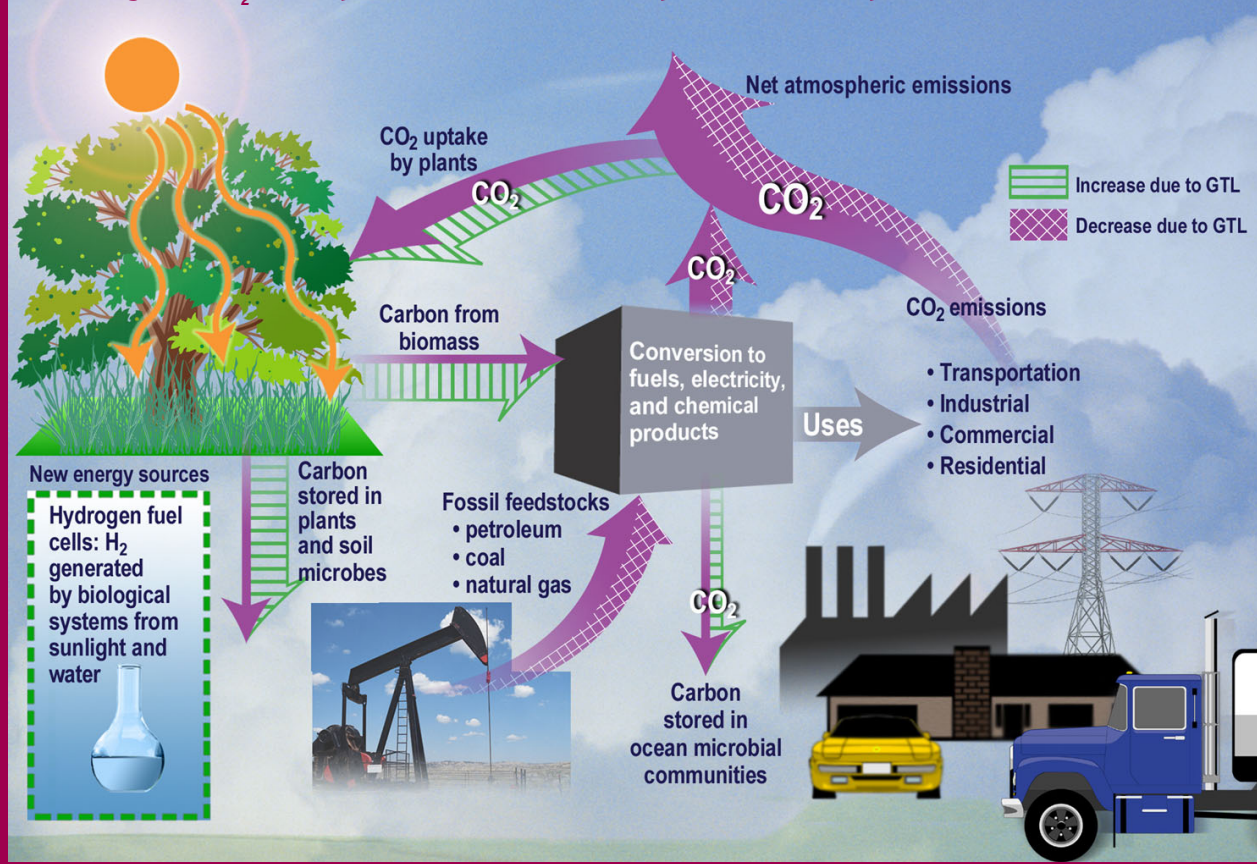 Net atmospheric emissions
CO₂ uptake
by plants
CO₂
CO₂
Increase due to GTL
Decrease due to GTL
CO₂
CO₂ emissions
Carbon from
biomass
Conversion to
fuels, electricity,
and chemical
products
Uses
• Transportation
• Industrial
• Commercial
• Residential
New energy sources
Hydrogen fuel
cells: H₂
generated
by biological
systems from
sunlight and
water
Carbon
stored in
plants
and soil
microbes
Fossil feedstocks
• petroleum
• coal
• natural gas
CO₂
Carbon
stored in
ocean microbial
communities